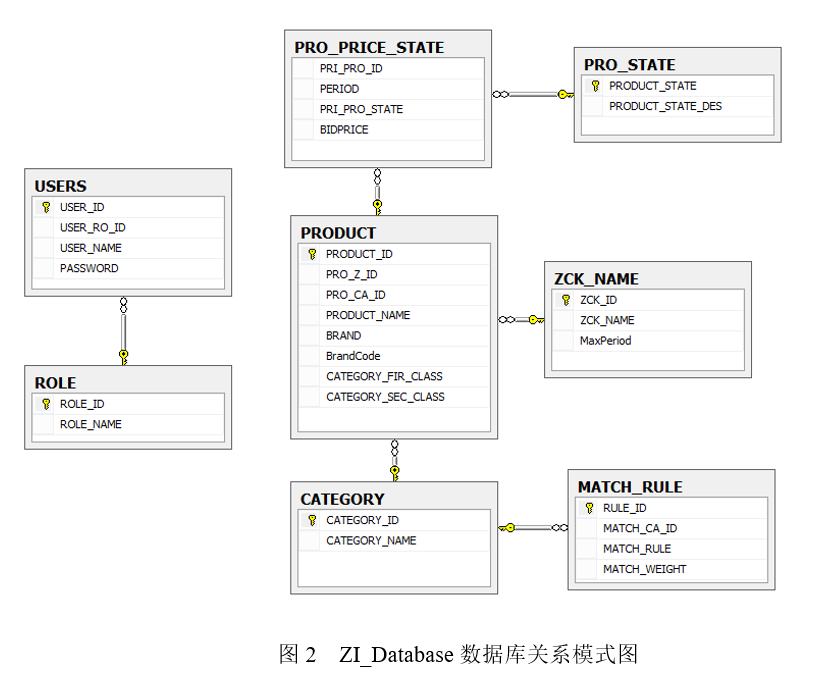 PRO_PRICE_STATE
PRI_PRO_ID
PERIOD
PRI_PRO_STATE
BIDPRICE
PRO_STATE
PRODUCT_STATE
PRODUCT_STATE_DES
USERS
USER_ID
USER_RO_ID
USER_NAME
PASSWORD
PRODUCT
PRODUCT_ID
PRO_Z_ID
PRO_CA_ID
PRODUCT_NAME
BRAND
BrandCode
CATEGORY_FIR_CLASS
CATEGORY_SEC_CLASS
ZCK_NAME
ZCK_ID
ZCK_NAME
MaxPeriod
ROLE
ROLE_ID
ROLE_NAME
CATEGORY
CATEGORY_ID
CATEGORY_NAME
MATCH_RULE
RULE_ID
MATCH_CA_ID
MATCH_RULE
MATCH_WEIGHT
图 2 ZI_Database 数据库关系模式图